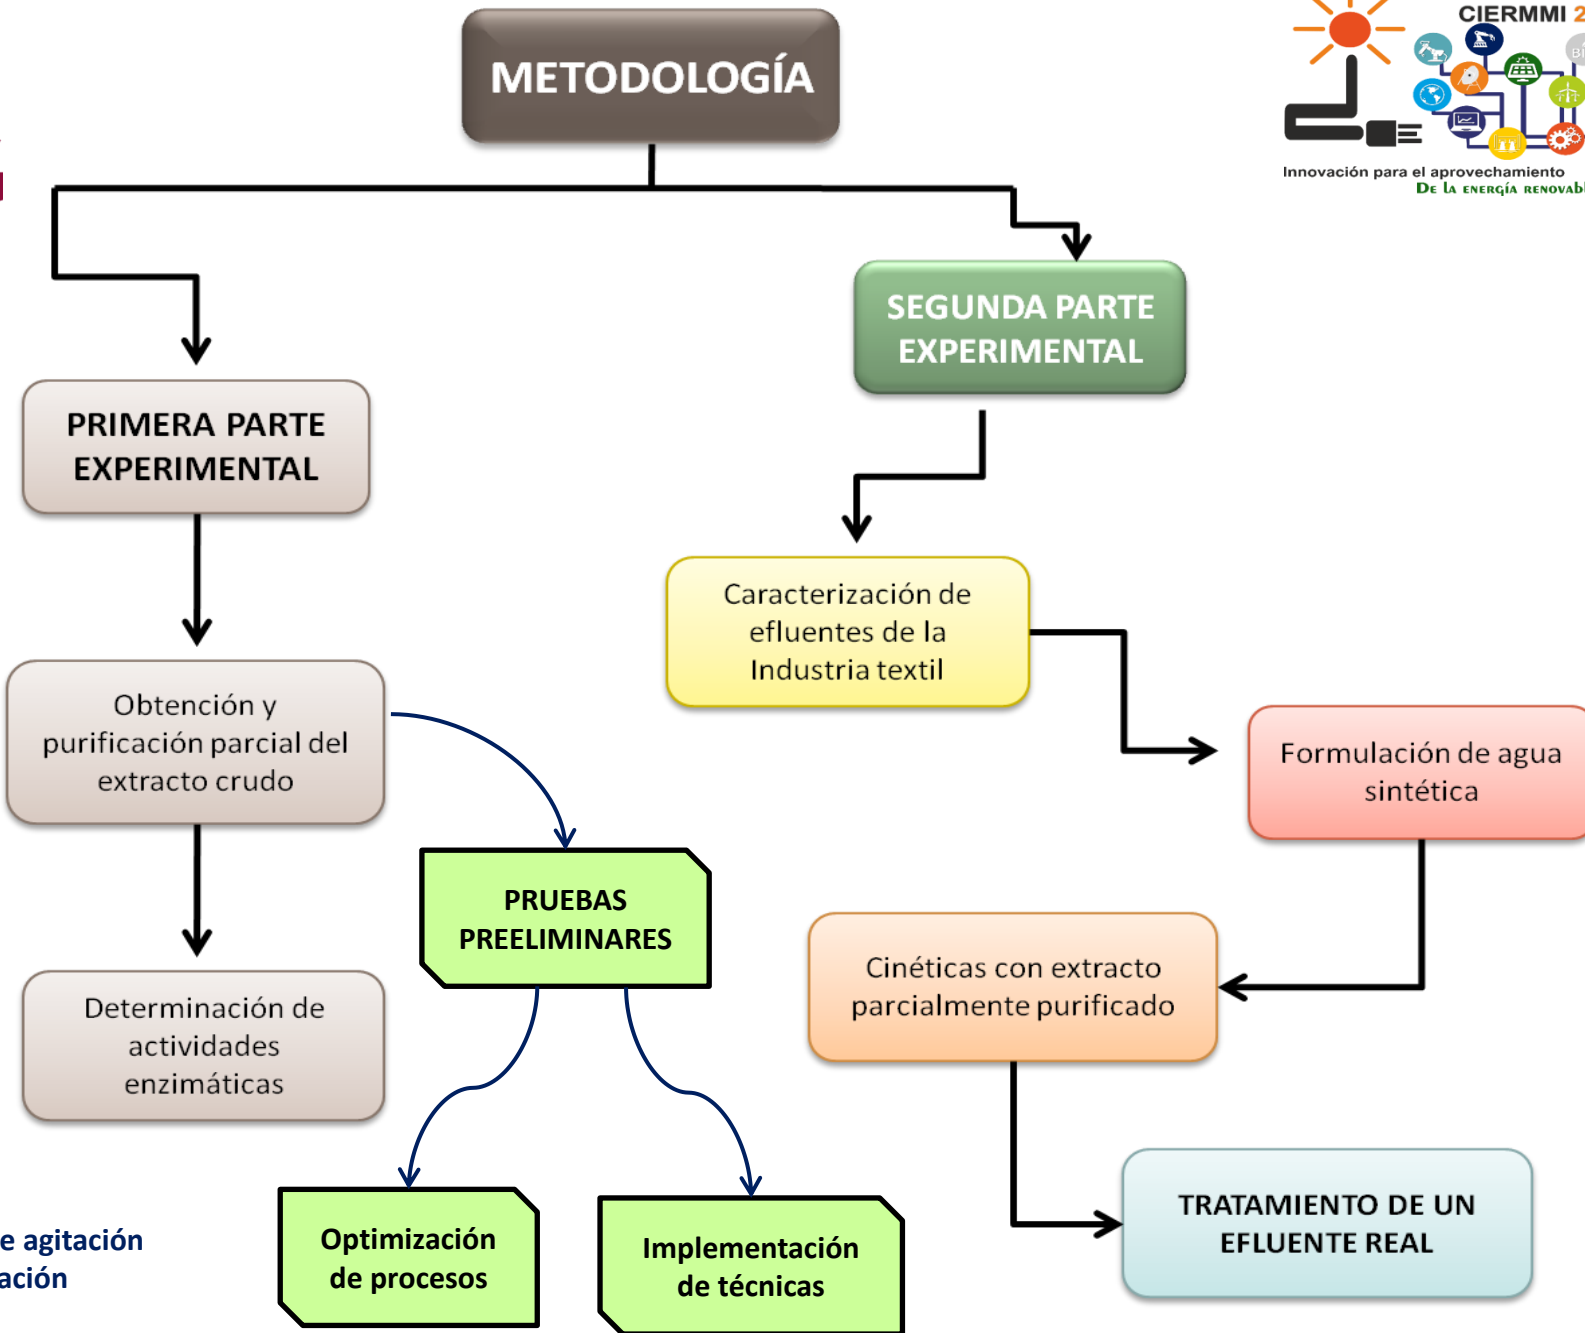 METODOLOGÍA
CIERMMI 2
Innovación para el aprovechamiento
De la energía renovabl
SEGUNDA PARTE
EXPERIMENTAL
PRIMERA PARTE
EXPERIMENTAL
Caracterización de
efluentes de la
Industria textil
Obtención y
purificación parcial del
extracto crudo
Formulación de agua
sintética
PRUEBAS
PREELIMINARES
Cinéticas con extracto
parcialmente purificado
Determinación de
actividades
enzimáticas
TRATAMIENTO DE UN
EFLUENTE REAL
e agitación
ación
Optimización
de procesos
Implementación
de técnicas